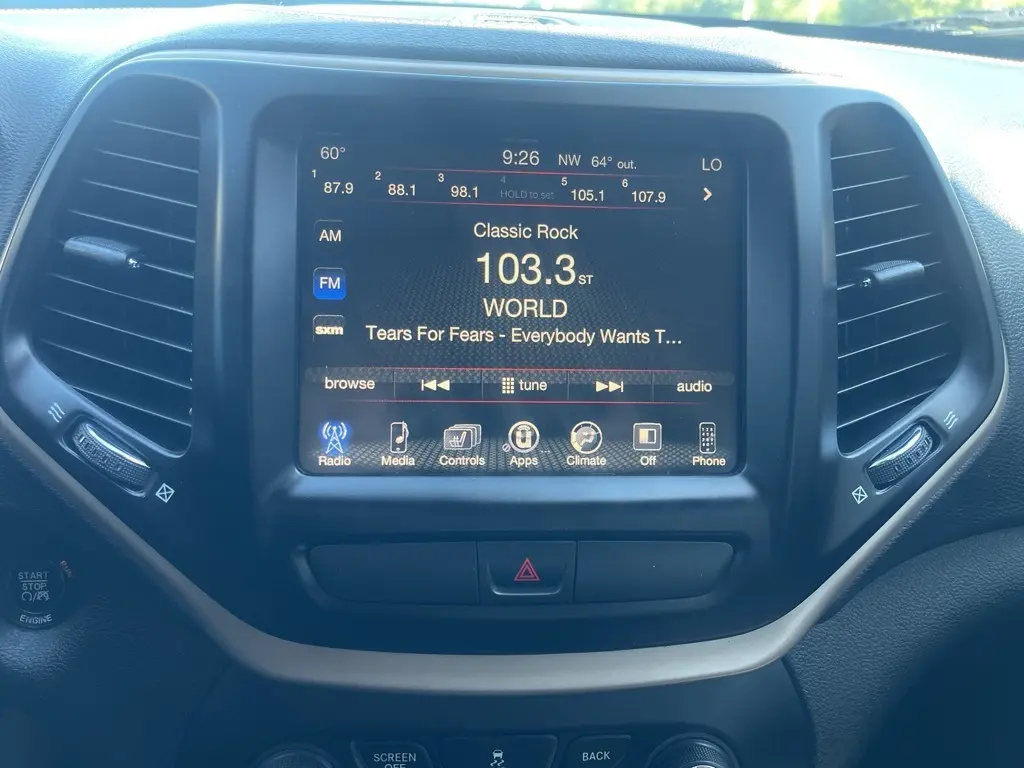 60° 9:26 NW 64° out. LO
1 87.9 2 88.1 3 98.1 4 HOLD to set 5 105.1 6 107.9
AM
Classic Rock
FM
103.3 ST
WORLD
sxm
Tears For Fears - Everybody Wants T...
browse tune audio
Radio Media Controls Apps Climate Off Phone
START
STOP
ENGINE
RUN
SCREEN
OFF
BACK